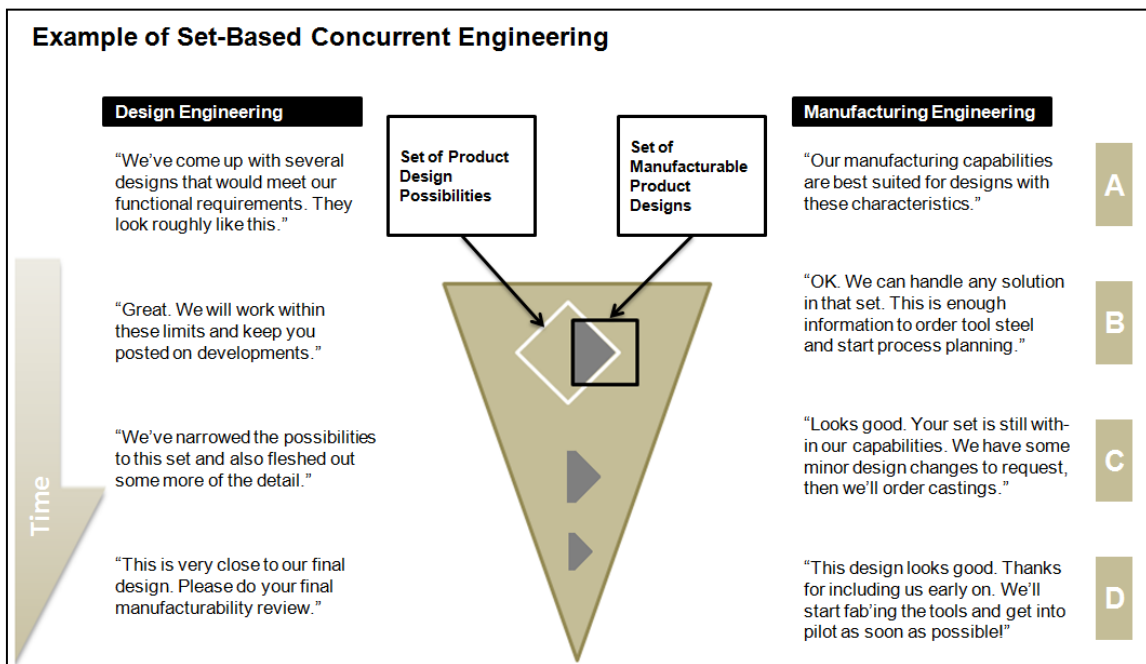 Example of Set-Based Concurrent Engineering
Design Engineering
“We’ve come up with several
designs that would meet our
functional requirements. They
look roughly like this.”
“Great. We will work within
these limits and keep you
posted on developments.”
“We’ve narrowed the possibilities
to this set and also fleshed out
some more of the detail.”
“This is very close to our final
design. Please do your final
manufacturability review.”
Time
Set of Product
Design
Possibilities
Set of
Manufacturable
Product
Designs
Manufacturing Engineering
“Our manufacturing capabilities
are best suited for designs with
these characteristics.”
A
“OK. We can handle any solution
in that set. This is enough
information to order tool steel
and start process planning.”
B
“Looks good. Your set is still with-
in our capabilities. We have some
minor design changes to request,
then we’ll order castings.”
C
“This design looks good. Thanks
for including us early on. We’ll
start fab’ing the tools and get into
pilot as soon as possible!”
D